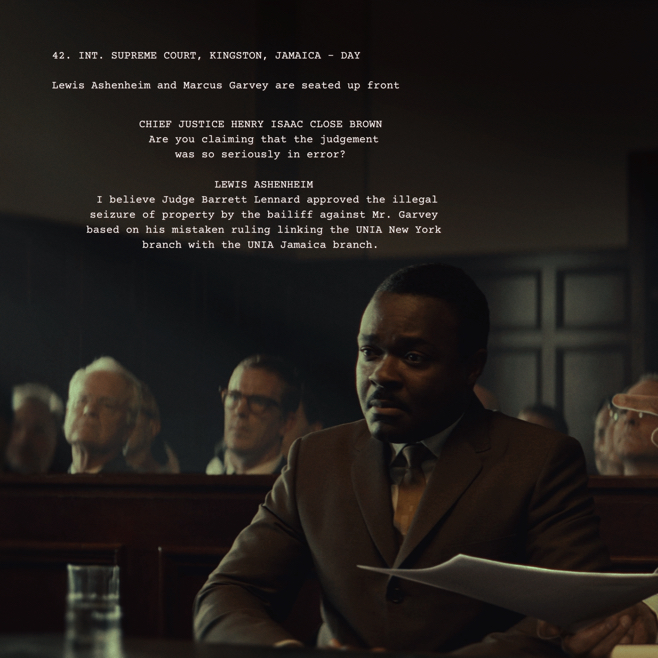 42. INT. SUPREME COURT, KINGSTON, JAMAICA - DAY
Lewis Ashenheim and Marcus Garvey are seated up front
CHIEF JUSTICE HENRY ISAAC CLOSE BROWN
Are you claiming that the judgement
was so seriously in error?
LEWIS ASHENHEIM
I believe Judge Barrett Lennard approved the illegal
seizure of property by the bailiff against Mr. Garvey
based on his mistaken ruling linking the UNIA New York
branch with the UNIA Jamaica branch.